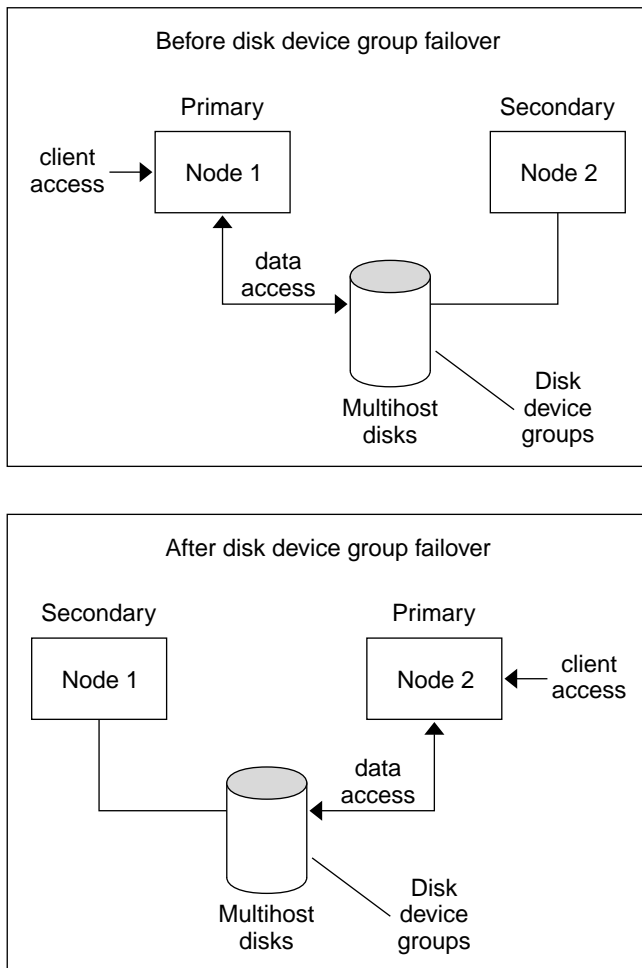 Before disk device group failover
Primary
Secondary
client
access
Node 1
Node 2
data
access
Multihost
disks
Disk
device
groups
After disk device group failover
Secondary
Primary
Node 1
Node 2
client
access
data
access
Multihost
disks
Disk
device
groups